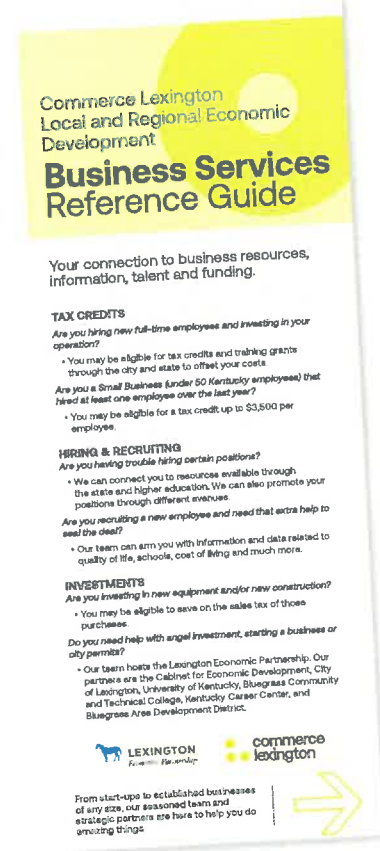 Commerce Lexington
Local and Regional Economic
Development
Business Services
Reference Guide
Your connection to business resources,
information, talent and funding.
TAX CREDITS
Are you hiring new full-time employees and investing in your
operation?
• You may be eligible for tax credits and training grants
through the city and state to offset your costs.
Are you a Small Business (under 50 Kentucky employees) that
hired at least one employee over the last year?
• You may be eligible for a tax credit up to $3,500 per
employee.
HIRING & RECRUITING
Are you having trouble hiring certain positions?
• We can connect you to resources available through
the state and higher education. We can also promote your
positions through different avenues.
Are you recruiting a new employee and need that extra help to
seal the deal?
• Our team can arm you with information and data related to
quality of life, schools, cost of living and much more.
INVESTMENTS
Are you investing in new equipment and/or new construction?
• You may be eligible to save on the sales tax of those
purchases.
Do you need help with angel investment, starting a business or
city permits?
• Our team hosts the Lexington Economic Partnership. Our
partners are the Cabinet for Economic Development, City
of Lexington, University of Kentucky, Bluegrass Community
and Technical College, Kentucky Career Center, and
Bluegrass Area Development District.
LEXINGTON
Economic Partnership
commerce
lexington
From start-ups to established businesses
of any size, our seasoned team and
strategic partners are here to help you do
amazing things